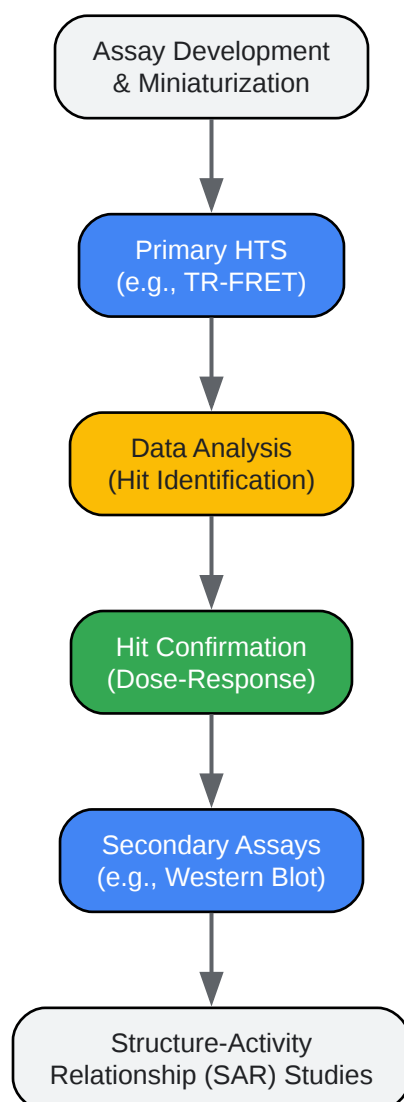 Assay Development
& Miniaturization
Primary HTS
(e.g., TR-FRET)
Data Analysis
(Hit Identification)
Hit Confirmation
(Dose-Response)
Secondary Assays
(e.g., Western Blot)
Structure-Activity
Relationship (SAR) Studies